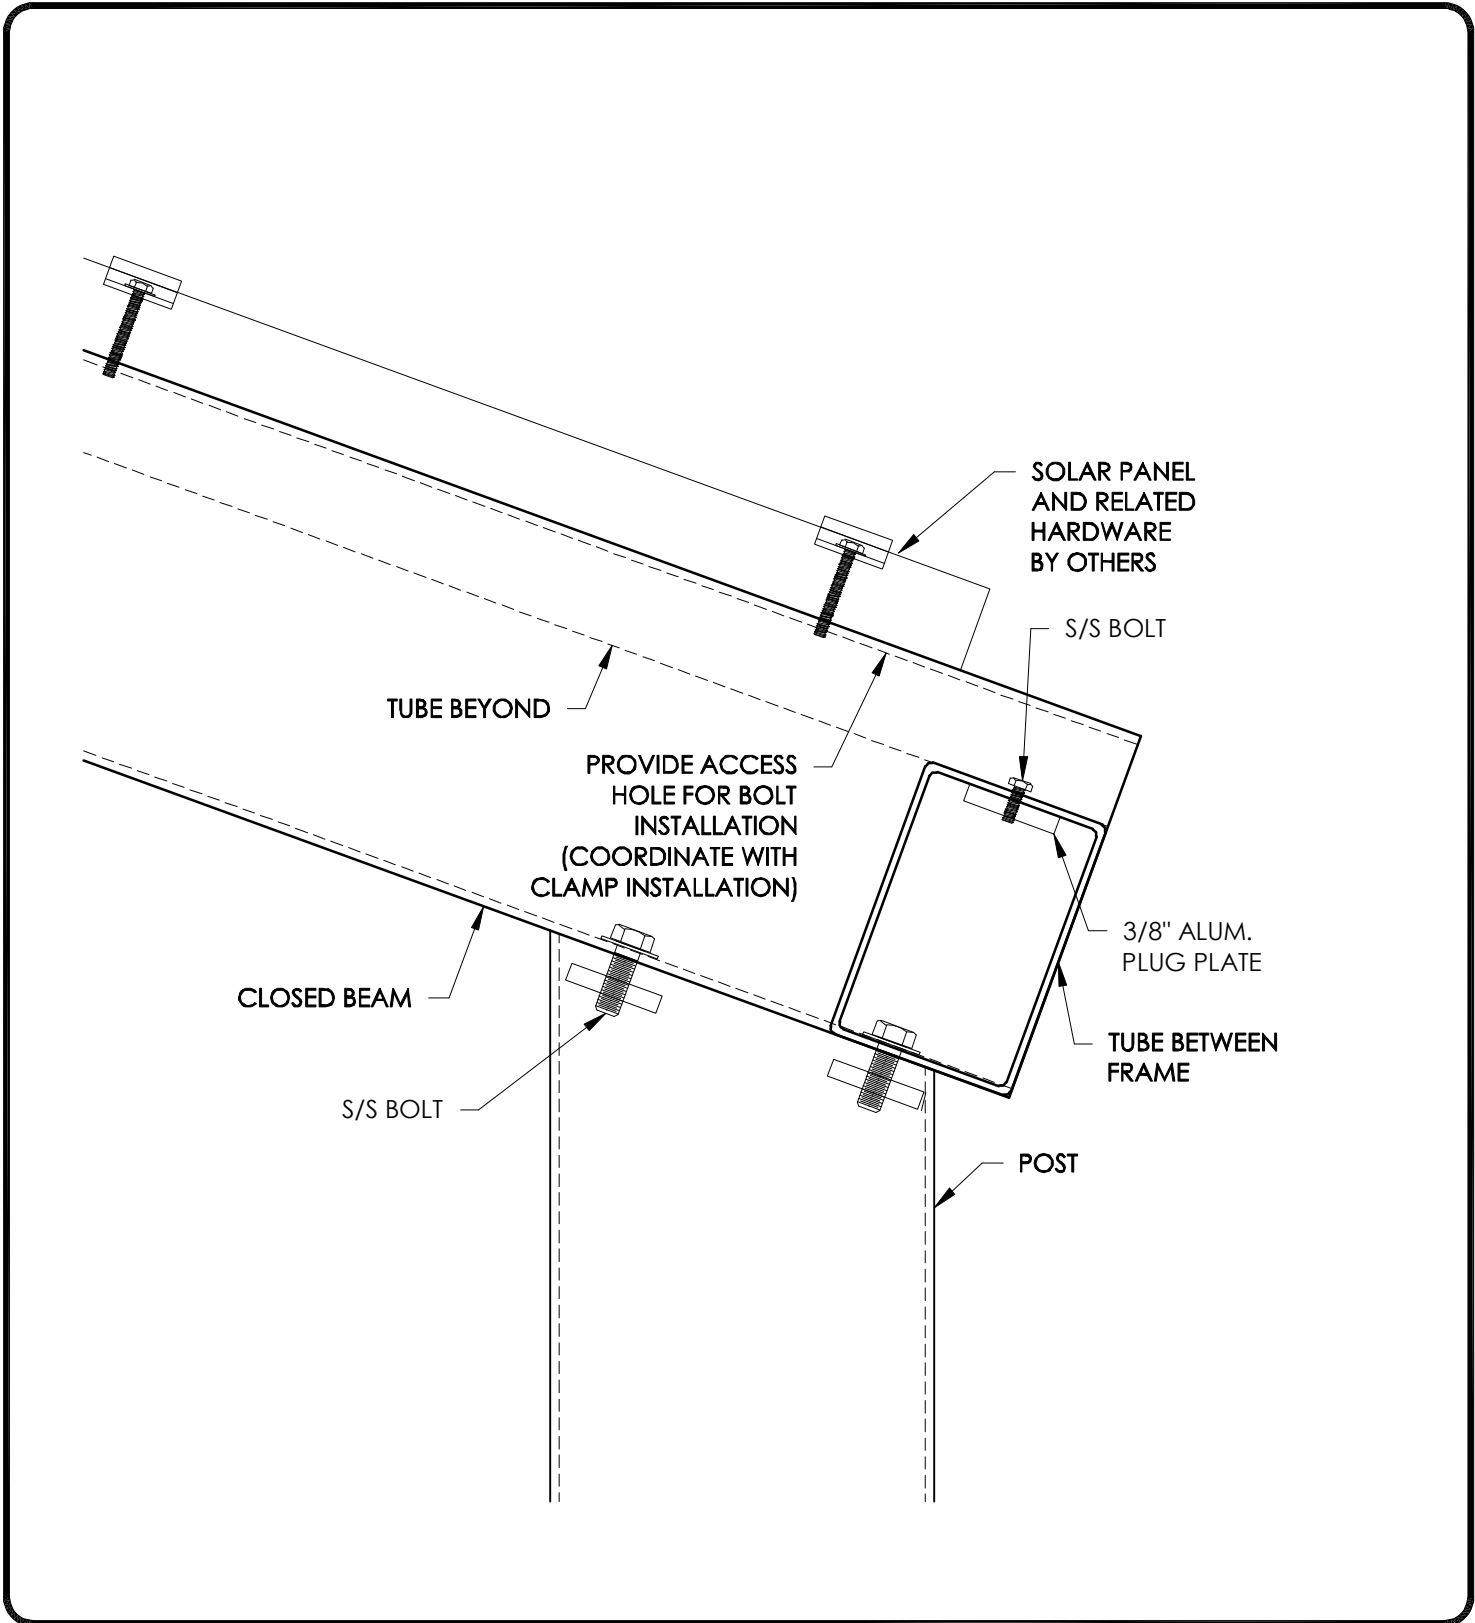 SOLAR PANEL
AND RELATED
HARDWARE
BY OTHERS
S/S BOLT
TUBE BEYOND
PROVIDE ACCESS
HOLE FOR BOLT
INSTALLATION
(COORDINATE WITH
CLAMP INSTALLATION)
3/8" ALUM.
PLUG PLATE
CLOSED BEAM
TUBE BETWEEN
FRAME
S/S BOLT
POST